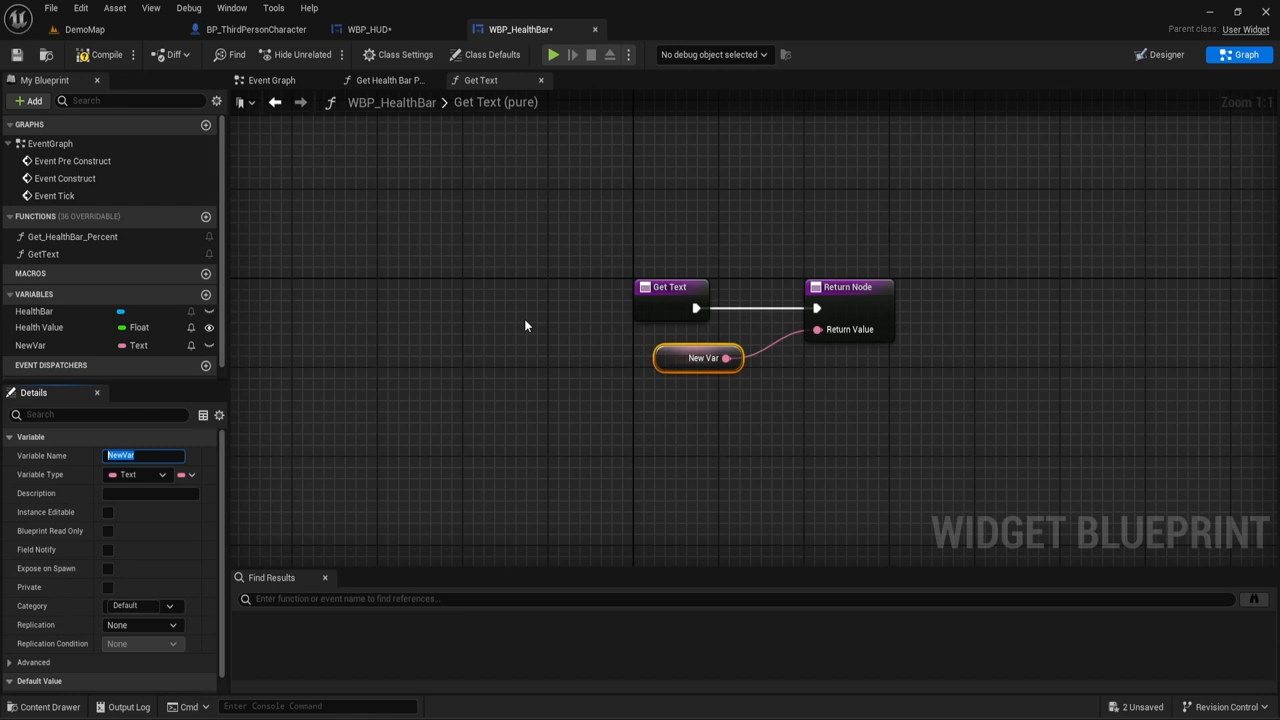 File Edit Asset View Debug Window Tools Help
DemoMap BP_ThirdPersonCharacter WBP_HUD* WBP_HealthBar* Parent class: User Widget
Compile Diff Find Hide Unrelated Class Settings Class Defaults No debug object selected Designer Graph
My Blueprint Event Graph Get Health Bar P... Get Text
Add Search WBP_HealthBar > Get Text (pure) Zoom 1:1
GRAPHS
EventGraph
Event Pre Construct
Event Construct
Event Tick
FUNCTIONS (36 OVERRIDABLE)
Get_HealthBar_Percent
GetText
MACROS
VARIABLES
HealthBar
Health Value Float
NewVar Text
EVENT DISPATCHERS
Get Text Return Node
Return Value
New Var
WIDGET BLUEPRINT
Details
Search
Variable
Variable Name NewVar
Variable Type Text
Description
Instance Editable
Blueprint Read Only
Field Notify
Expose on Spawn
Private
Category Default
Replication None
Replication Condition None
Advanced
Default Value
Find Results
Enter function or event name to find references...
Content Drawer Output Log Cmd Enter Console Command 2 Unsaved Revision Control